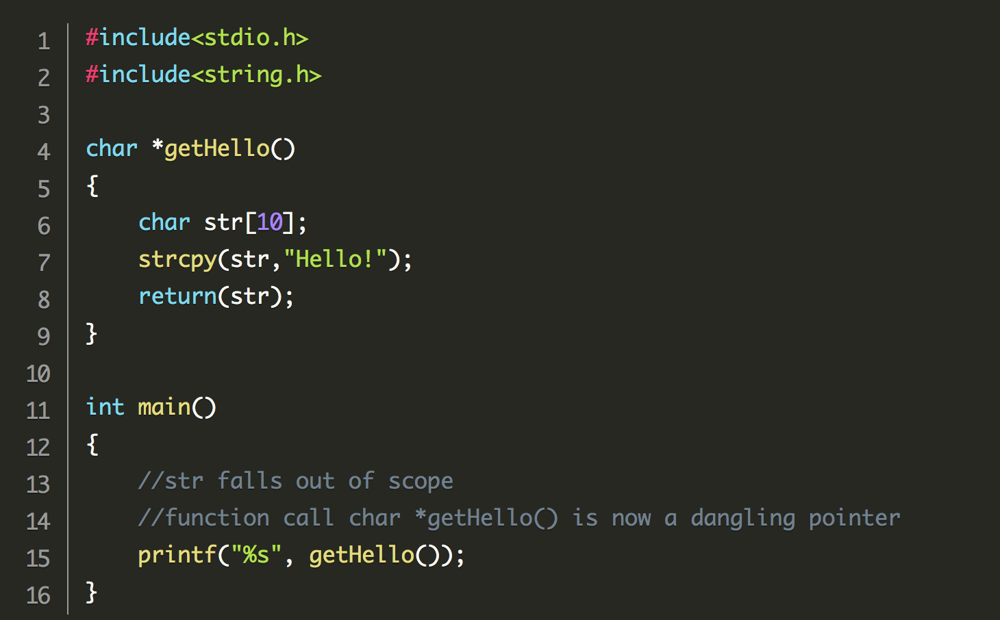 1 #include<stdio.h>
2 #include<string.h>
3
4 char *getHello()
5 {
6     char str[10];
7     strcpy(str,"Hello!");
8     return(str);
9 }
10
11 int main()
12 {
13     //str falls out of scope
14     //function call char *getHello() is now a dangling pointer
15     printf("%s", getHello());
16 }